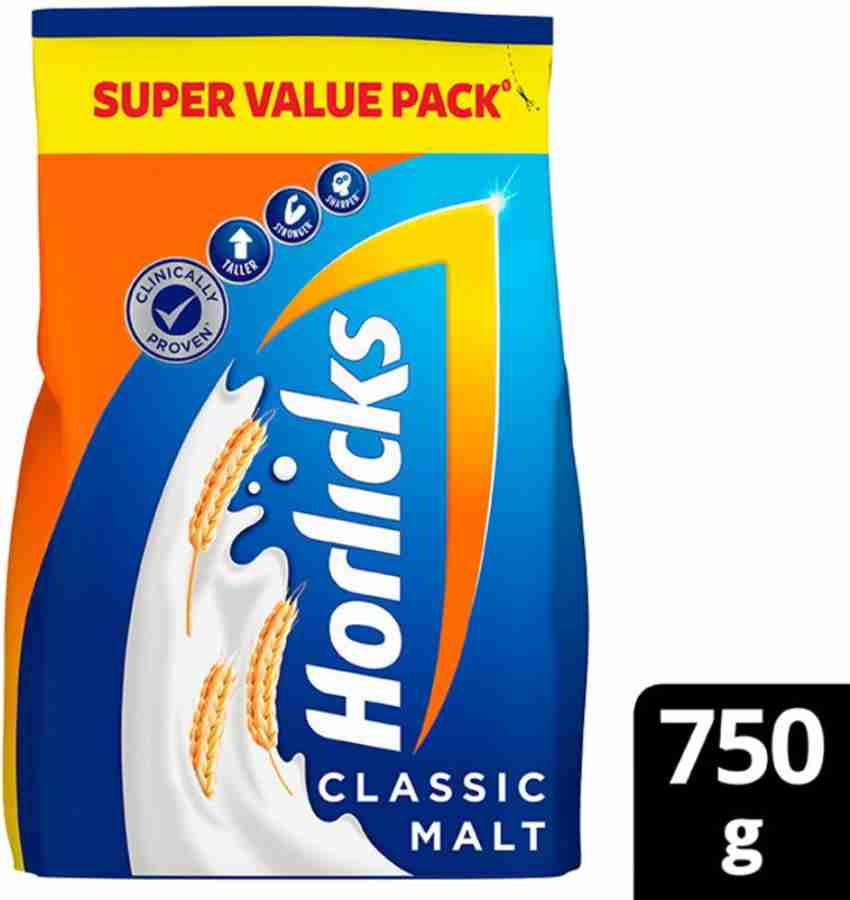 SUPER VALUE PACK◊
SHARPER^
STRONGER^
TALLER^
CLINICALLY
PROVEN^
Horlicks
CLASSIC
MALT
750
g